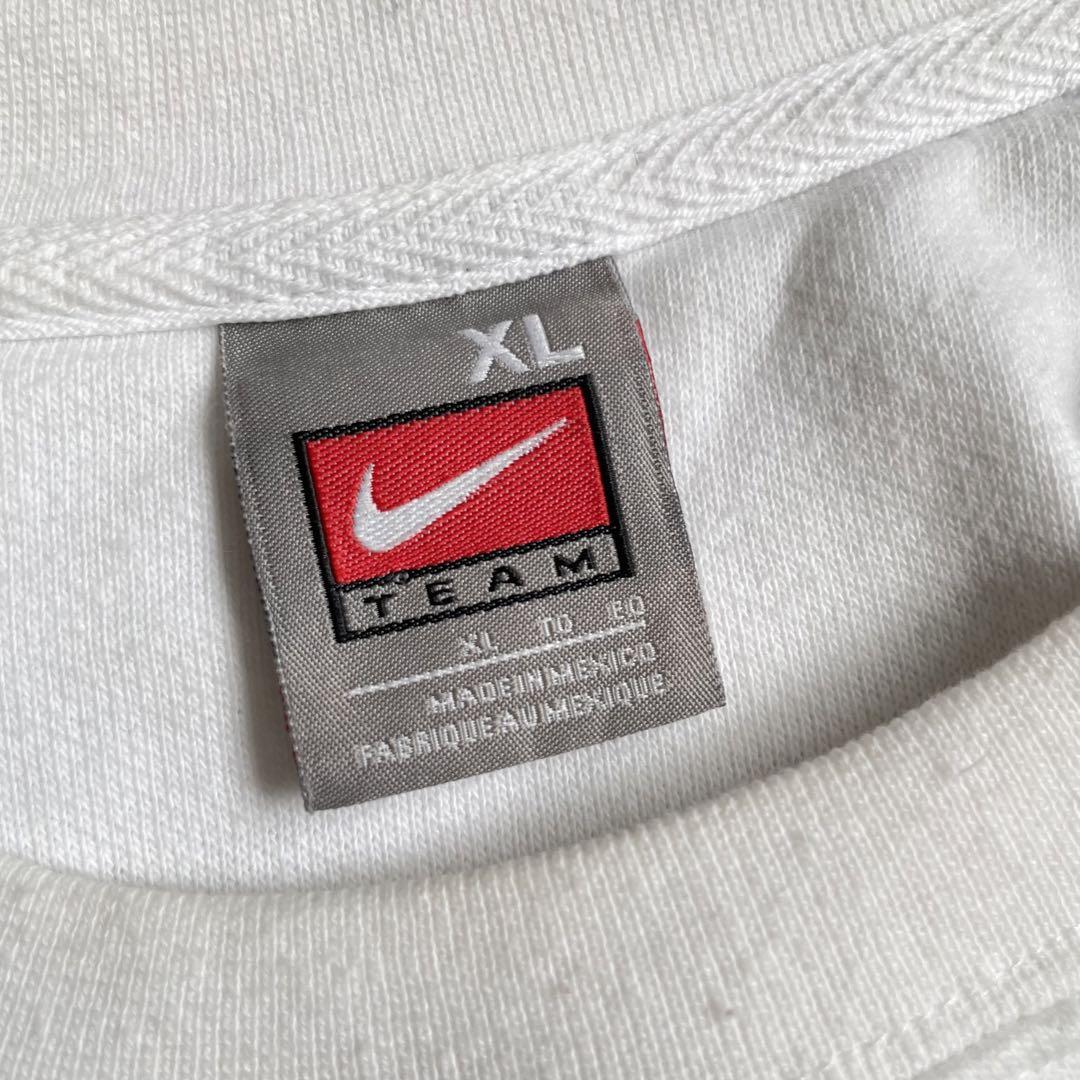 XL
TEAM
XL TG EG
MADE IN MEXICO
FABRIQUE AU MEXIQUE